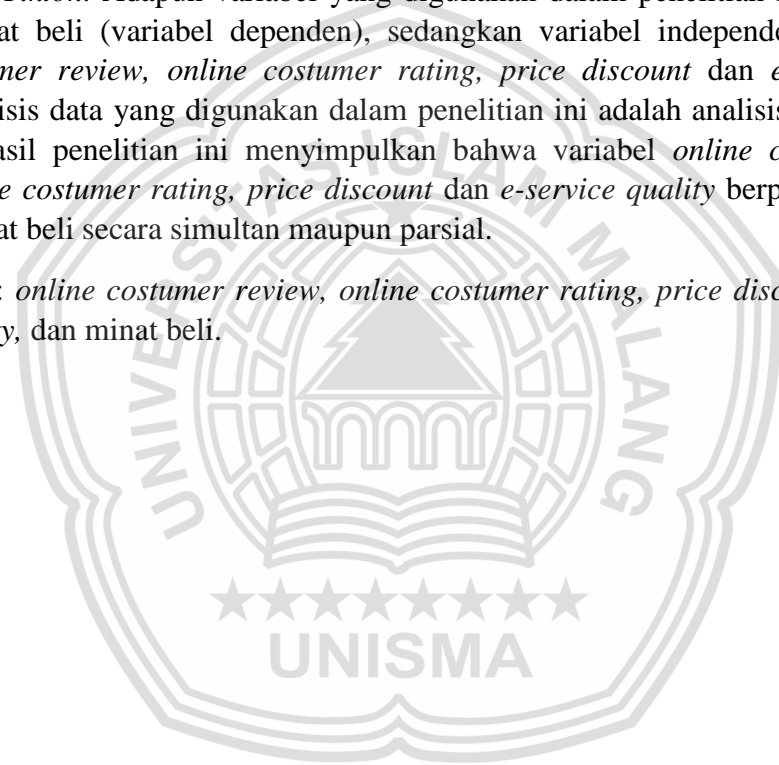 Adapun variabel yang digunakan dalam penelitian
at beli (variabel dependen), sedangkan variabel independe
mer review, online costumer rating, price discount dan e
isis data yang digunakan dalam penelitian ini adalah analisis
asil penelitian ini menyimpulkan bahwa variabel online c
e costumer rating, price discount dan e-service quality berp
at beli secara simultan maupun parsial.
: online costumer review, online costumer rating, price disc
y, dan minat beli.
UNIVERSITAS ISLAM MALANG
UNISMA